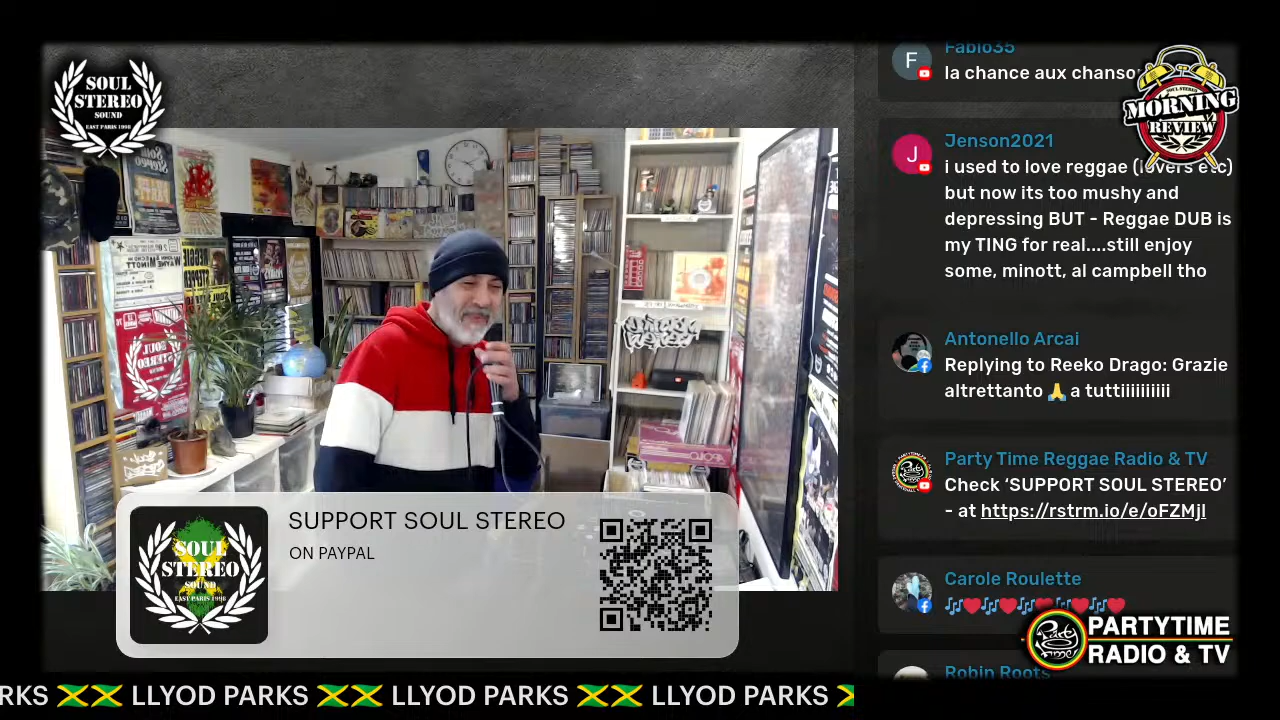 SOUL
STEREO
SOUND
EAST PARIS 1998
MORNING
REVIEW
Fabio35
Jenson2021
i used to love reggae (lovers etc)
but now its too mushy and
depressing BUT - Reggae DUB is
my TING for real....still enjoy
some, minott, al campbell tho
Antonello Arcai
Replying to Reeko Drago: Grazie
altrettanto 🙏 a tuttiiiiiiiiii
Party Time Reggae Radio & TV
Check ‘SUPPORT SOUL STEREO’
- at https://rstrm.io/e/oFZMjl
Carole Roulette
🎶❤️🎶❤️🎶❤️🎶❤️🎶❤️
Robin Roots
SUPPORT SOUL STEREO
ON PAYPAL
SOUL
STEREO
SOUND
EAST PARIS 1998
PARTYTIME
RADIO & TV
RKS 🇯🇲🇯🇲 LLYOD PARKS 🇯🇲🇯🇲 LLYOD PARKS 🇯🇲🇯🇲 LLYOD PARKS